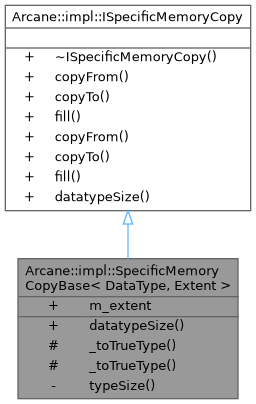 Arcane::impl::ISpecificMemoryCopy
+ ~ISpecificMemoryCopy()
+ copyFrom()
+ copyTo()
+ fill()
+ copyFrom()
+ copyTo()
+ fill()
+ datatypeSize()
Arcane::impl::SpecificMemory
CopyBase< DataType, Extent >
+ m_extent
+ datatypeSize()
# _toTrueType()
# _toTrueType()
- typeSize()